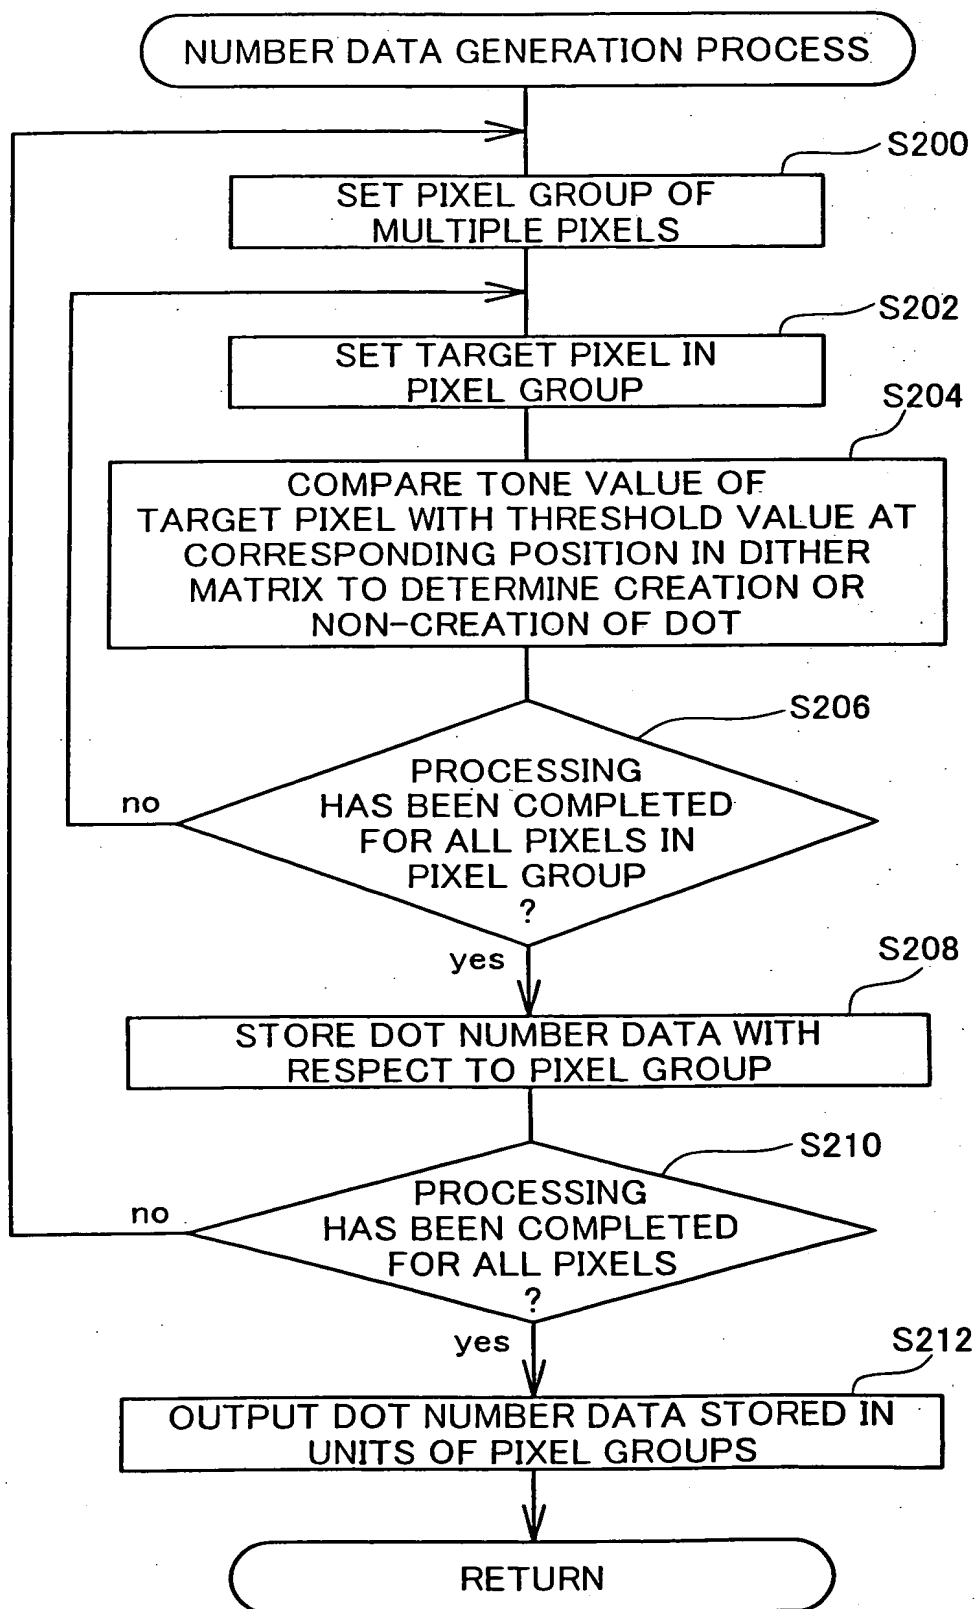 NUMBER DATA GENERATION PROCESS
S200
SET PIXEL GROUP OF
MULTIPLE PIXELS
S202
SET TARGET PIXEL IN
PIXEL GROUP
S204
COMPARE TONE VALUE OF
TARGET PIXEL WITH THRESHOLD VALUE AT
CORRESPONDING POSITION IN DITHER
MATRIX TO DETERMINE CREATION OR
NON-CREATION OF DOT
S206
PROCESSING
HAS BEEN COMPLETED
FOR ALL PIXELS IN
PIXEL GROUP
?
no
yes
S208
STORE DOT NUMBER DATA WITH
RESPECT TO PIXEL GROUP
S210
PROCESSING
HAS BEEN COMPLETED
FOR ALL PIXELS
?
no
yes
S212
OUTPUT DOT NUMBER DATA STORED IN
UNITS OF PIXEL GROUPS
RETURN